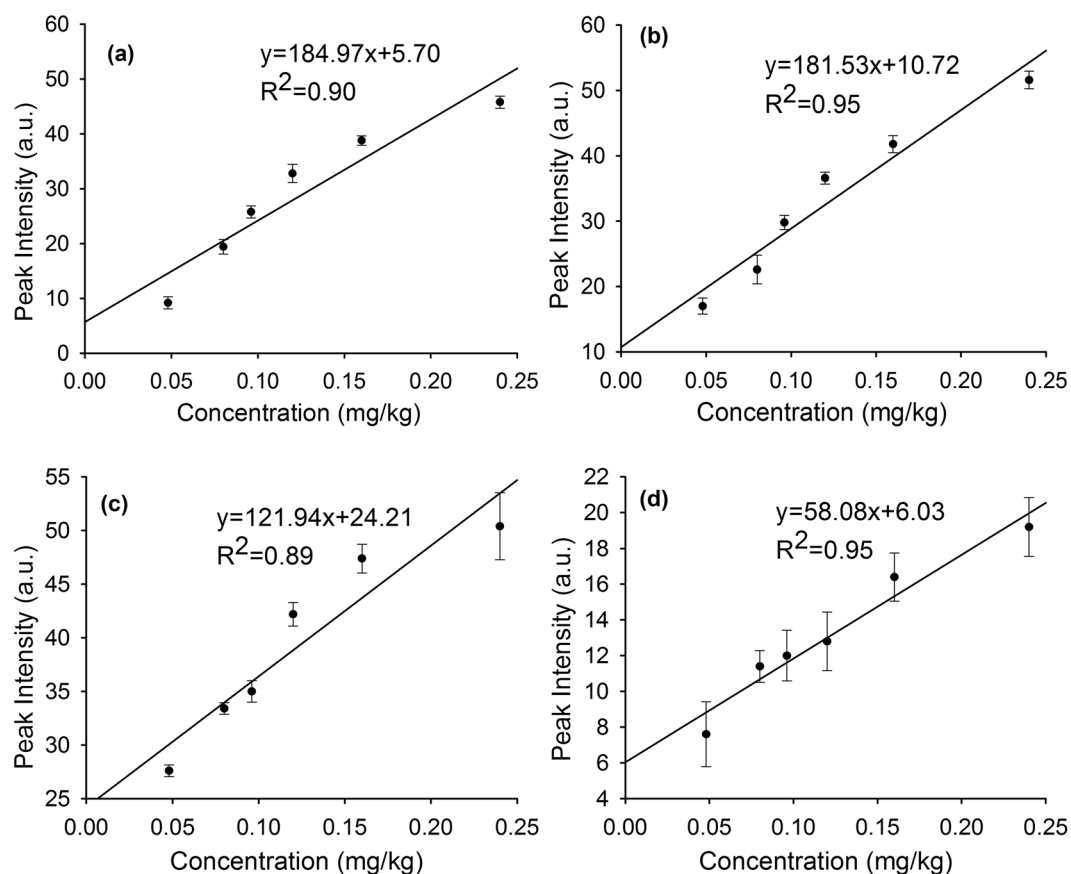 (a)
y=184.97x+5.70
R2=0.90
Peak Intensity (a.u.)
60
50
40
30
20
10
0
0.00 0.05 0.10 0.15 0.20 0.25
Concentration (mg/kg)
(b)
y=181.53x+10.72
R2=0.95
Peak Intensity (a.u.)
60
50
40
30
20
10
0.00 0.05 0.10 0.15 0.20 0.25
Concentration (mg/kg)
(c)
y=121.94x+24.21
R2=0.89
Peak Intensity (a.u.)
55
50
45
40
35
30
25
0.00 0.05 0.10 0.15 0.20 0.25
Concentration (mg/kg)
(d)
y=58.08x+6.03
R2=0.95
Peak Intensity (a.u.)
22
20
18
16
14
12
10
8
6
4
0.00 0.05 0.10 0.15 0.20 0.25
Concentration (mg/kg)